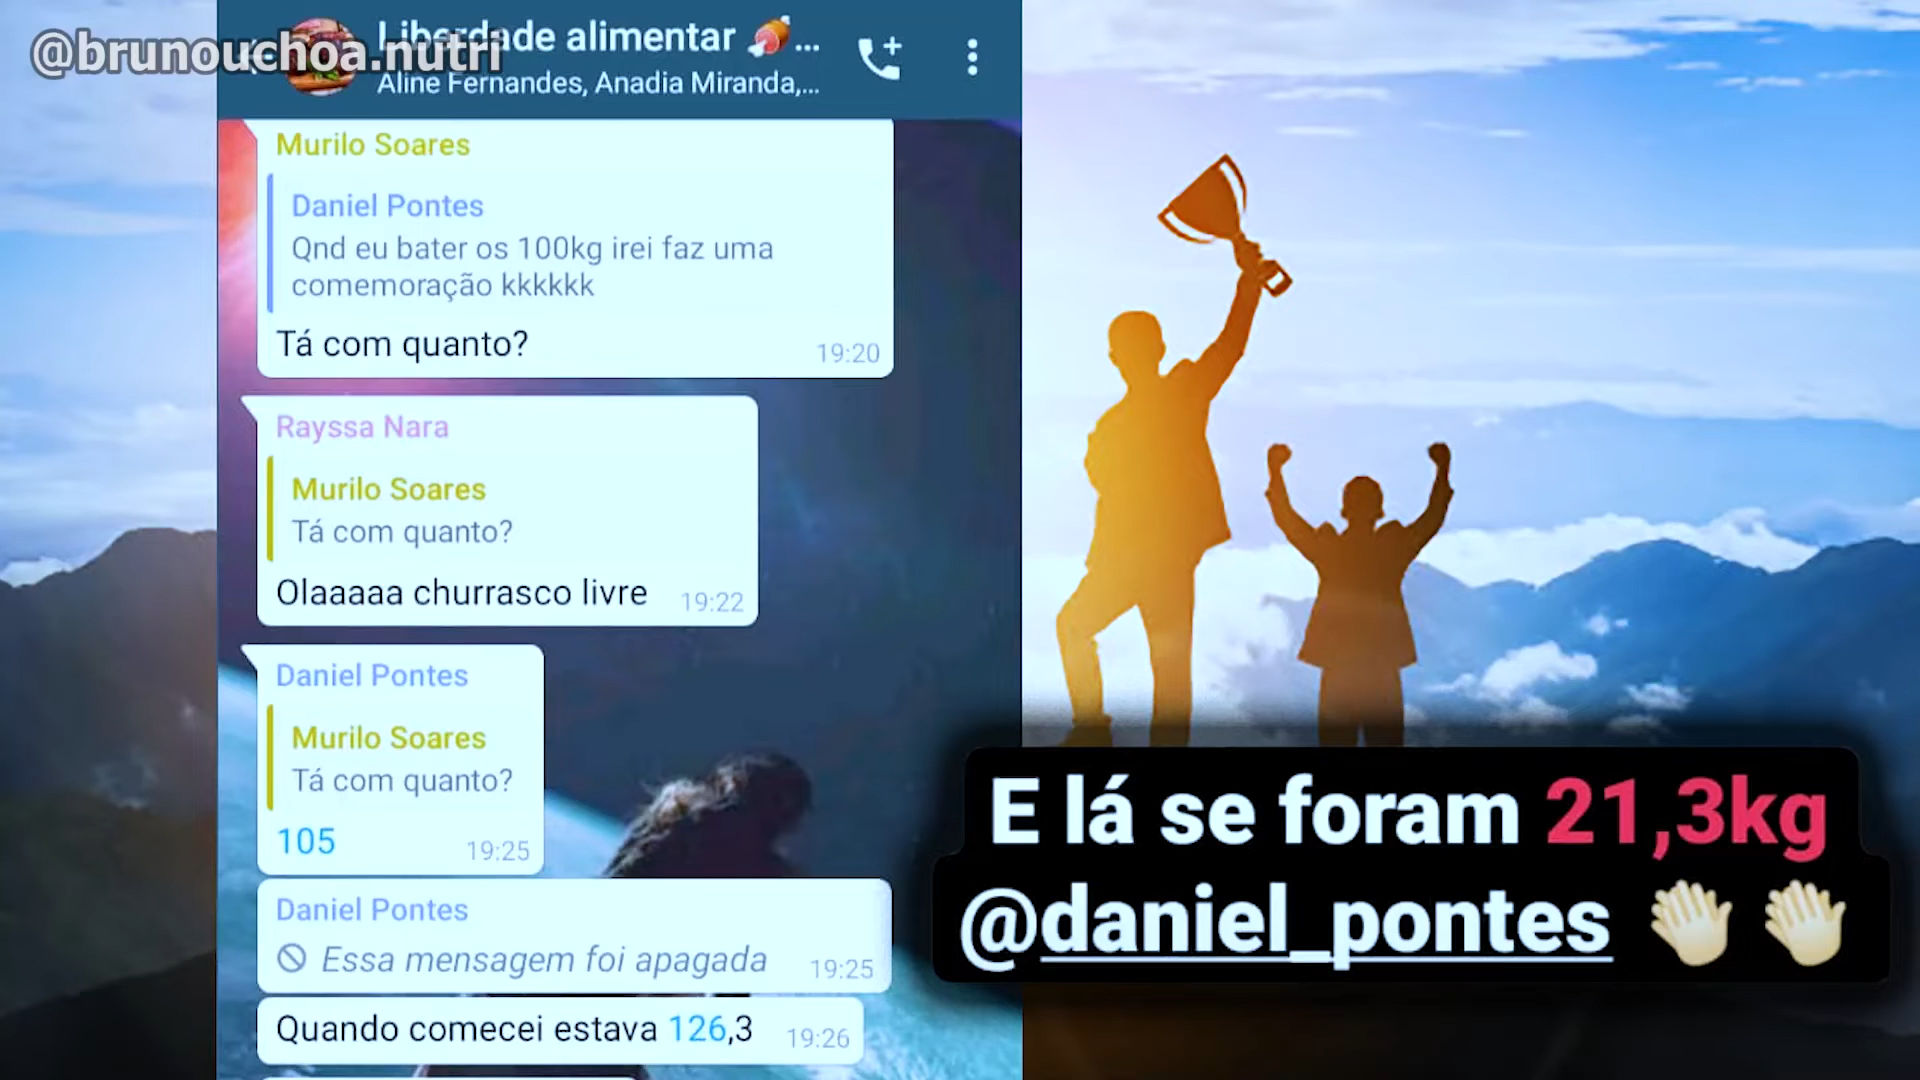 @brunouchoa.nutri
Liberdade alimentar 🍖...
Aline Fernandes, Anadia Miranda,...
Murilo Soares
Daniel Pontes
Qnd eu bater os 100kg irei faz uma
comemoração kkkkkk
Tá com quanto?
19:20
Rayssa Nara
Murilo Soares
Tá com quanto?
Olaaaaa churrasco livre
19:22
Daniel Pontes
Murilo Soares
Tá com quanto?
105
19:25
Daniel Pontes
Essa mensagem foi apagada
19:25
Quando comecei estava 126,3
19:26
E lá se foram 21,3kg
@daniel_pontes 👏 👏